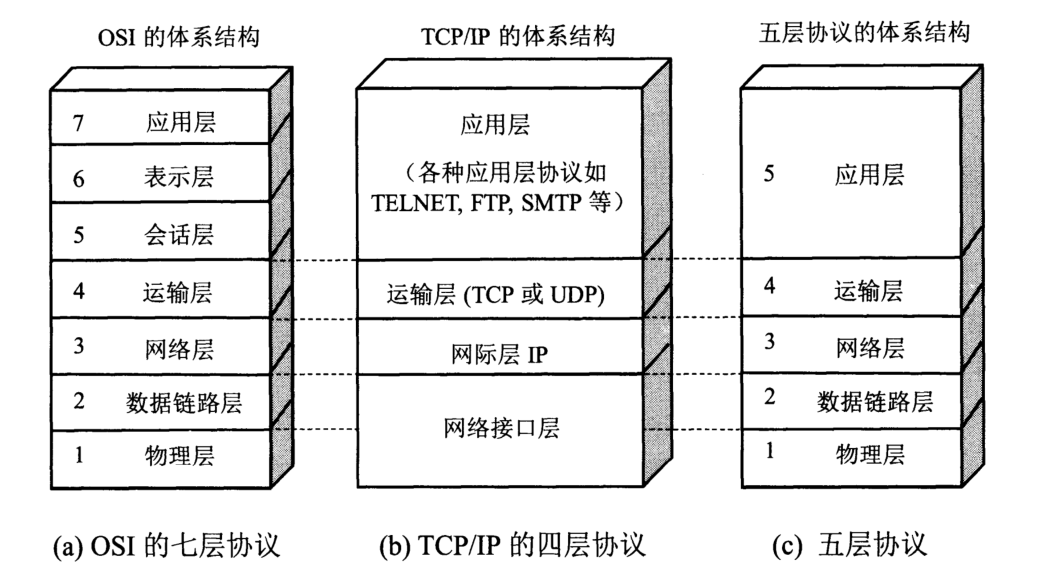 OSI 的体系结构
7 应用层
6 表示层
5 会话层
4 运输层
3 网络层
2 数据链路层
1 物理层
(a) OSI 的七层协议
TCP/IP 的体系结构
应用层
（各种应用层协议如
TELNET, FTP, SMTP 等）
运输层 (TCP 或 UDP)
网际层 IP
网络接口层
(b) TCP/IP 的四层协议
五层协议的体系结构
5 应用层
4 运输层
3 网络层
2 数据链路层
1 物理层
(c) 五层协议